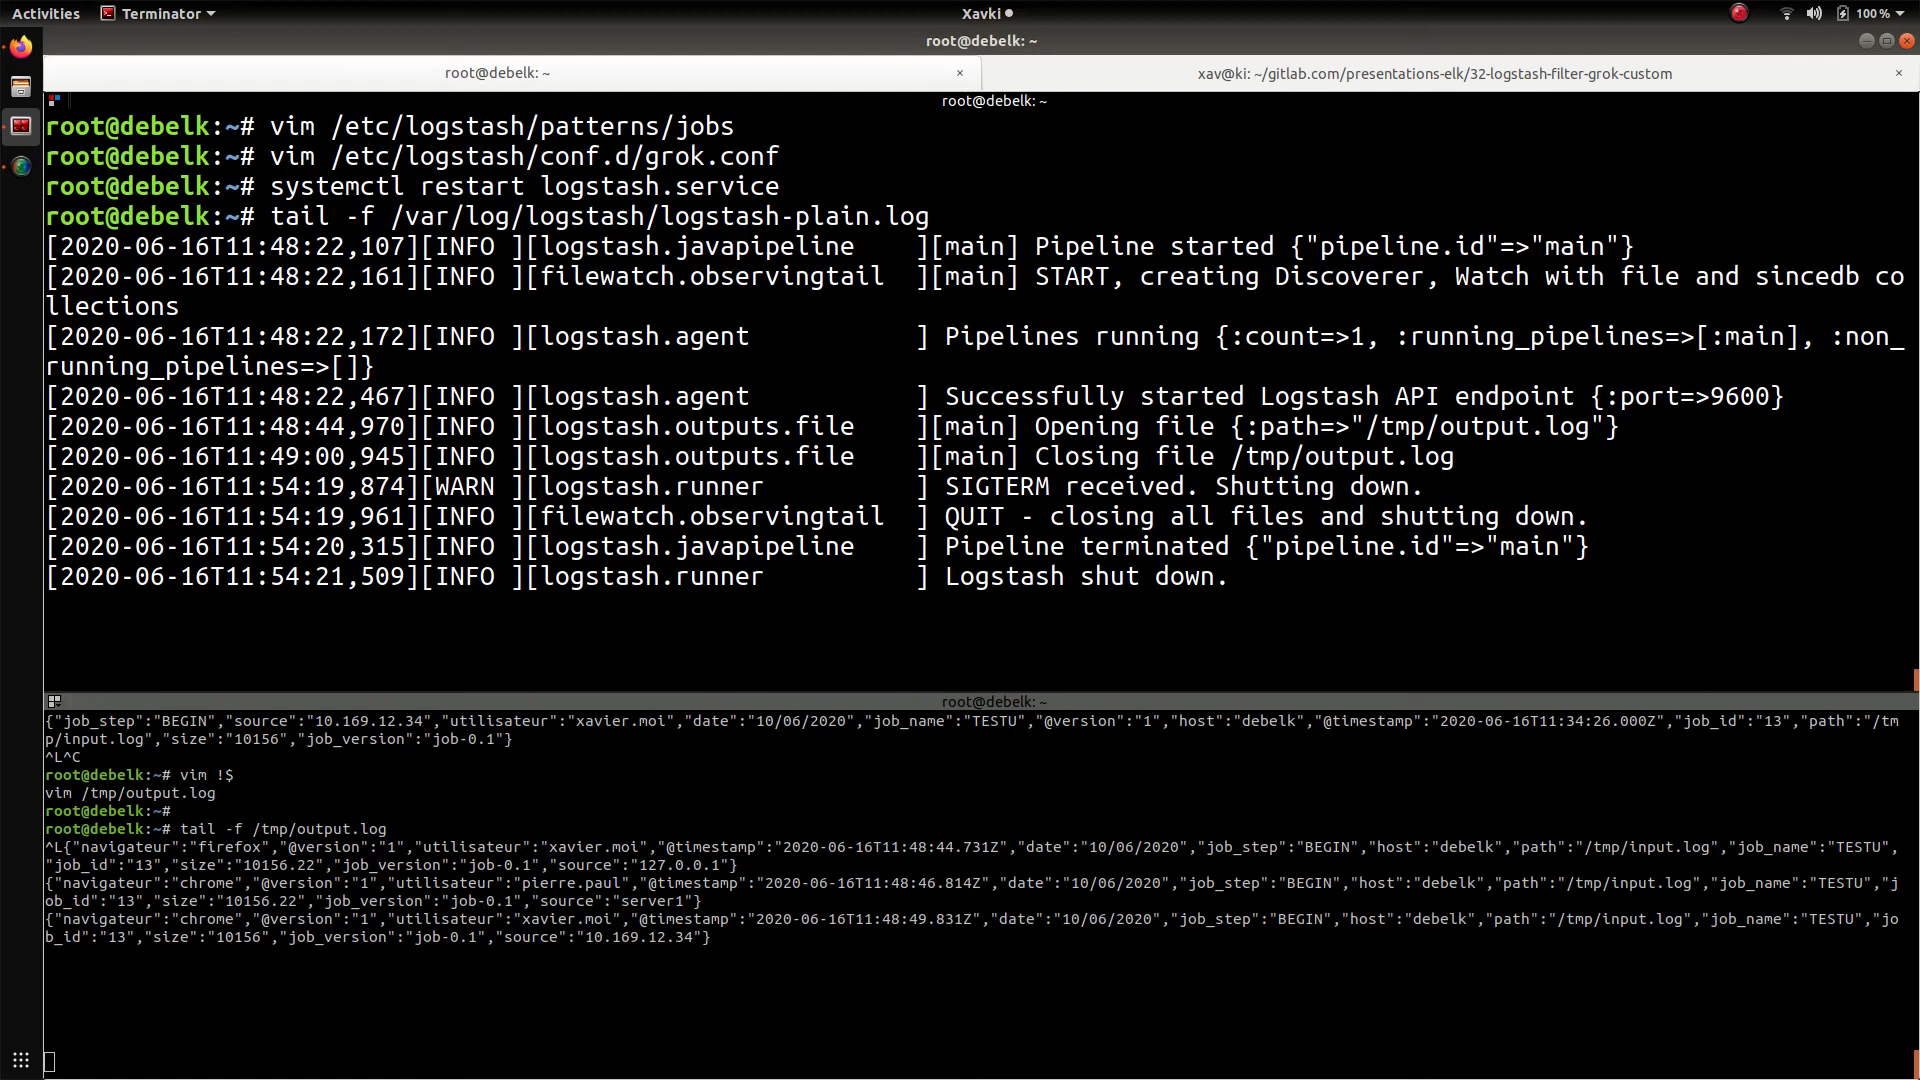 Activities Terminator Xavki 100 %
root@debelk: ~
root@debelk: ~ × xav@ki: ~/gitlab.com/presentations-elk/32-logstash-filter-grok-custom ×
root@debelk: ~
root@debelk:~# vim /etc/logstash/patterns/jobs
root@debelk:~# vim /etc/logstash/conf.d/grok.conf
root@debelk:~# systemctl restart logstash.service
root@debelk:~# tail -f /var/log/logstash/logstash-plain.log
[2020-06-16T11:48:22,107][INFO ][logstash.javapipeline    ][main] Pipeline started {"pipeline.id"=>"main"}
[2020-06-16T11:48:22,161][INFO ][filewatch.observingtail  ][main] START, creating Discoverer, Watch with file and sincedb co
llections
[2020-06-16T11:48:22,172][INFO ][logstash.agent           ] Pipelines running {:count=>1, :running_pipelines=>[:main], :non_
running_pipelines=>[]}
[2020-06-16T11:48:22,467][INFO ][logstash.agent           ] Successfully started Logstash API endpoint {:port=>9600}
[2020-06-16T11:48:44,970][INFO ][logstash.outputs.file    ][main] Opening file {:path=>"/tmp/output.log"}
[2020-06-16T11:49:00,945][INFO ][logstash.outputs.file    ][main] Closing file /tmp/output.log
[2020-06-16T11:54:19,874][WARN ][logstash.runner          ] SIGTERM received. Shutting down.
[2020-06-16T11:54:19,961][INFO ][filewatch.observingtail  ] QUIT - closing all files and shutting down.
[2020-06-16T11:54:20,315][INFO ][logstash.javapipeline    ] Pipeline terminated {"pipeline.id"=>"main"}
[2020-06-16T11:54:21,509][INFO ][logstash.runner          ] Logstash shut down.
root@debelk: ~
{"job_step":"BEGIN","source":"10.169.12.34","utilisateur":"xavier.moi","date":"10/06/2020","job_name":"TESTU","@version":"1","host":"debelk","@timestamp":"2020-06-16T11:34:26.000Z","job_id":"13","path":"/tm
p/input.log","size":"10156","job_version":"job-0.1"}
^L^C
root@debelk:~# vim !$
vim /tmp/output.log
root@debelk:~#
root@debelk:~# tail -f /tmp/output.log
^L{"navigateur":"firefox","@version":"1","utilisateur":"xavier.moi","@timestamp":"2020-06-16T11:48:44.731Z","date":"10/06/2020","job_step":"BEGIN","host":"debelk","path":"/tmp/input.log","job_name":"TESTU",
"job_id":"13","size":"10156.22","job_version":"job-0.1","source":"127.0.0.1"}
{"navigateur":"chrome","@version":"1","utilisateur":"pierre.paul","@timestamp":"2020-06-16T11:48:46.814Z","date":"10/06/2020","job_step":"BEGIN","host":"debelk","path":"/tmp/input.log","job_name":"TESTU","j
ob_id":"13","size":"10156.22","job_version":"job-0.1","source":"server1"}
{"navigateur":"chrome","@version":"1","utilisateur":"xavier.moi","@timestamp":"2020-06-16T11:48:49.831Z","date":"10/06/2020","job_step":"BEGIN","host":"debelk","path":"/tmp/input.log","job_name":"TESTU","jo
b_id":"13","size":"10156","job_version":"job-0.1","source":"10.169.12.34"}